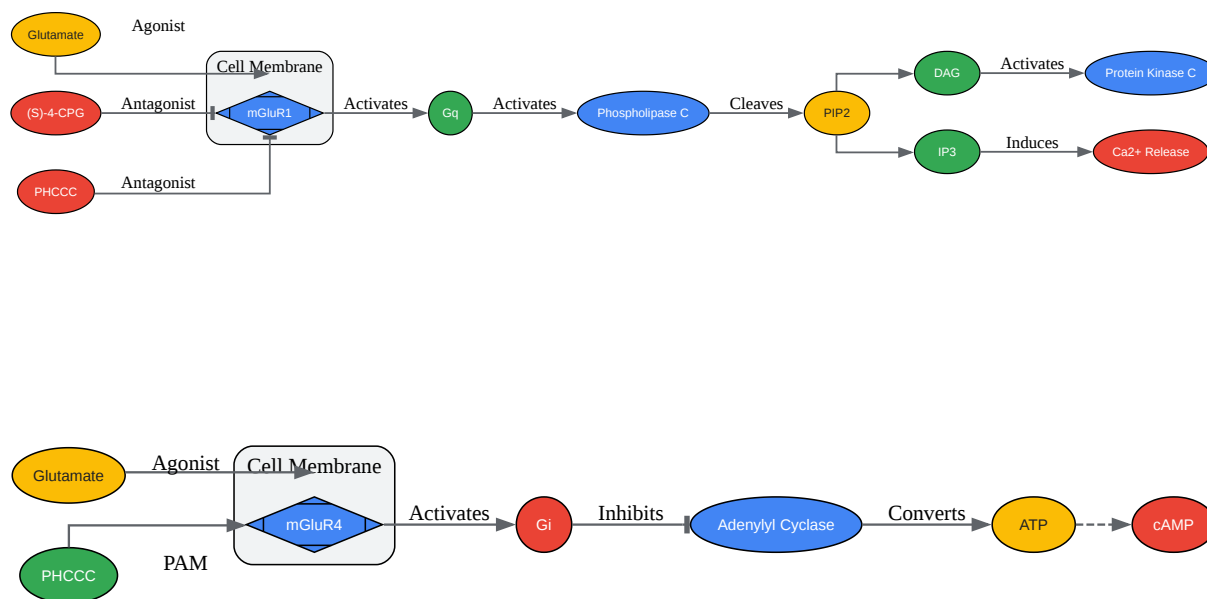 Glutamate
Agonist
Cell Membrane
(S)-4-CPG
Antagonist
mGluR1
Activates
Gq
Activates
Phospholipase C
Cleaves
PIP2
DAG
Activates
Protein Kinase C
IP3
Induces
Ca2+ Release
PHCCC
Antagonist
Glutamate
Agonist
Cell Membrane
mGluR4
Activates
Gi
Inhibits
Adenylyl Cyclase
Converts
ATP
cAMP
PHCCC
PAM